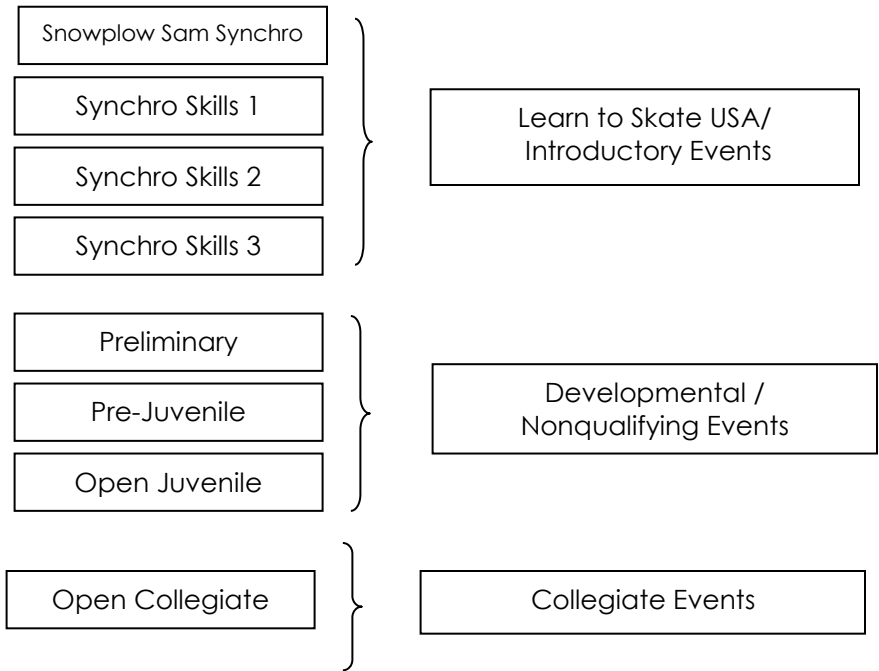 Snowplow Sam Synchro
Synchro Skills 1
Synchro Skills 2
Synchro Skills 3
Learn to Skate USA/
Introductory Events
Preliminary
Pre-Juvenile
Open Juvenile
Developmental /
Nonqualifying Events
Open Collegiate
Collegiate Events